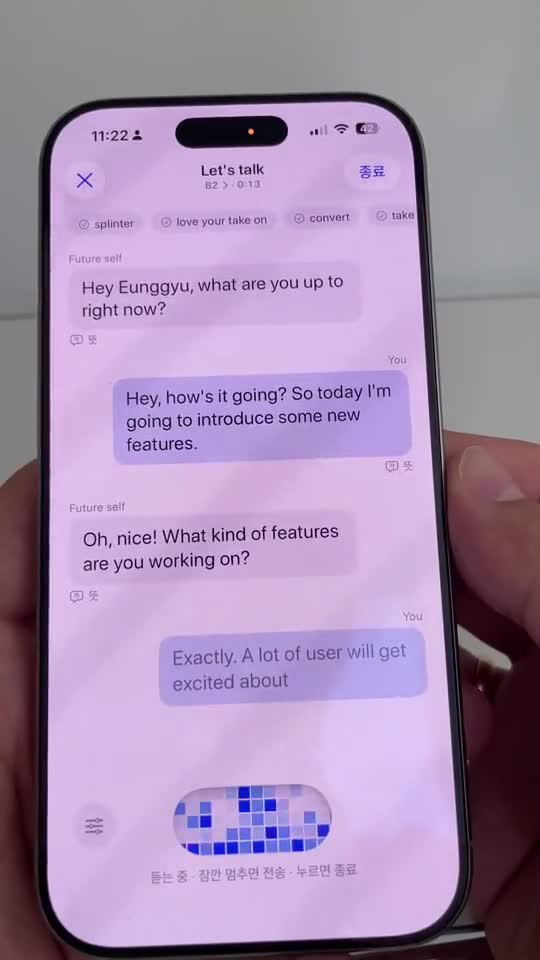 11:22
42
Let's talk
B2 > · 0:13
종료
splinter
love your take on
convert
take
Future self
Hey Eunggyu, what are you up to
right now?
뜻
You
Hey, how's it going? So today I'm
going to introduce some new
features.
뜻
Future self
Oh, nice! What kind of features
are you working on?
뜻
You
Exactly. A lot of user will get
excited about
듣는 중 · 잠깐 멈추면 전송 · 누르면 종료